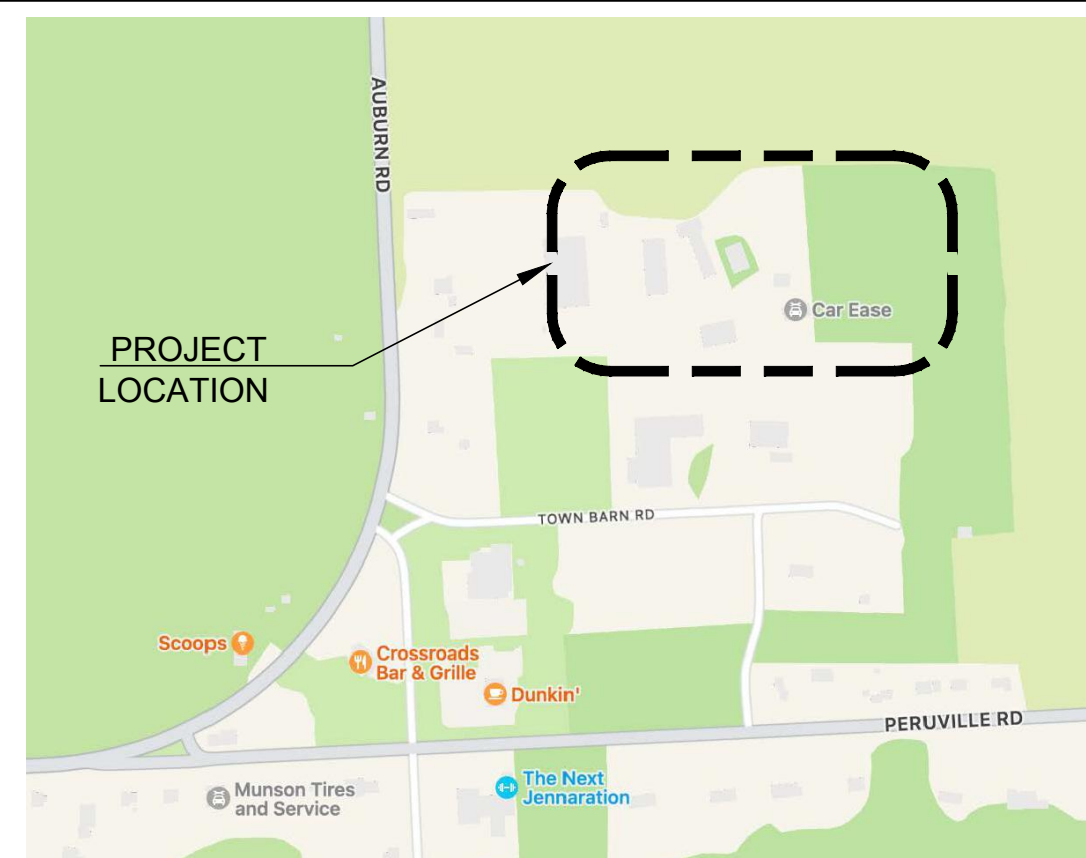 AUBURN RD
Car Ease
PROJECT
LOCATION
TOWN BARN RD
Scoops
Crossroads
Bar & Grille
Dunkin'
PERUVILLE RD
The Next
Jennaration
Munson Tires
and Service